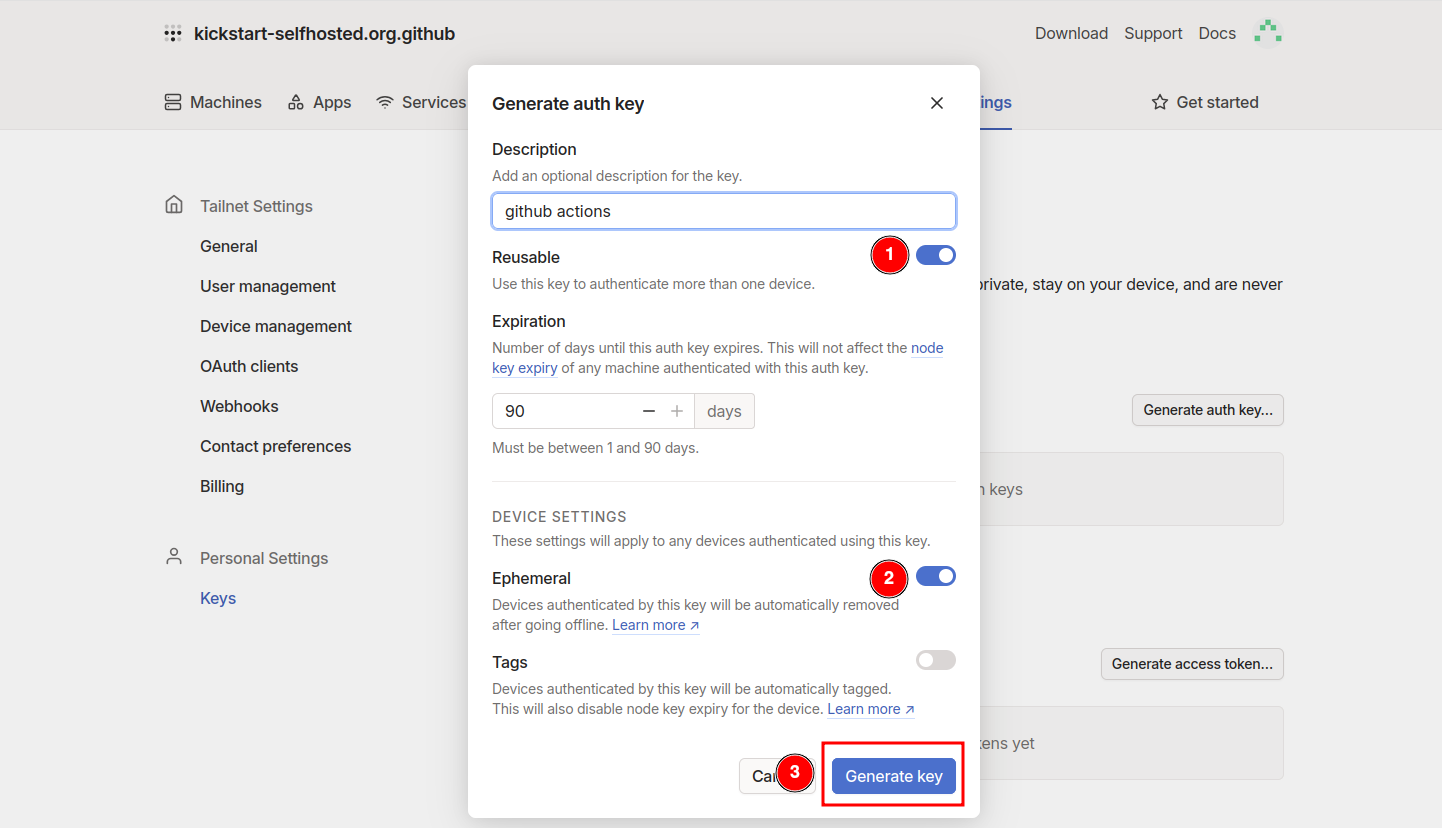 kickstart-selfhosted.org.github
Download Support Docs
Machines Apps Services
Get started
Generate auth key
Description
Add an optional description for the key.
github actions
Reusable
1
Use this key to authenticate more than one device.
Expiration
Number of days until this auth key expires. This will not affect the node
key expiry of any machine authenticated with this auth key.
90 days
Must be between 1 and 90 days.
DEVICE SETTINGS
These settings will apply to any devices authenticated using this key.
Ephemeral
2
Devices authenticated by this key will be automatically removed
after going offline. Learn more ↗
Tags
Devices authenticated by this key will be automatically tagged.
This will also disable node key expiry for the device. Learn more ↗
3
Generate key
Tailnet Settings
General
User management
Device management
OAuth clients
Webhooks
Contact preferences
Billing
Personal Settings
Keys
private, stay on your device, and are never
Generate auth key...
keys
Generate access token...
yet